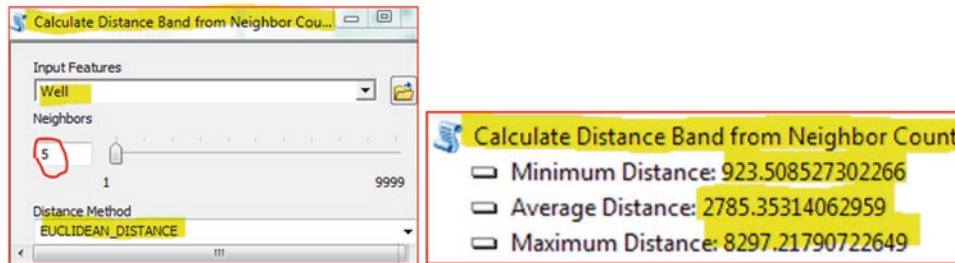 Calculate Distance Band from Neighbor Cou...
Input Features
Well
Neighbors
5
1
9999
Distance Method
EUCLIDEAN_DISTANCE
Calculate Distance Band from Neighbor Count
Minimum Distance: 923.508527302266
Average Distance: 2785.35314062959
Maximum Distance: 8297.21790722649